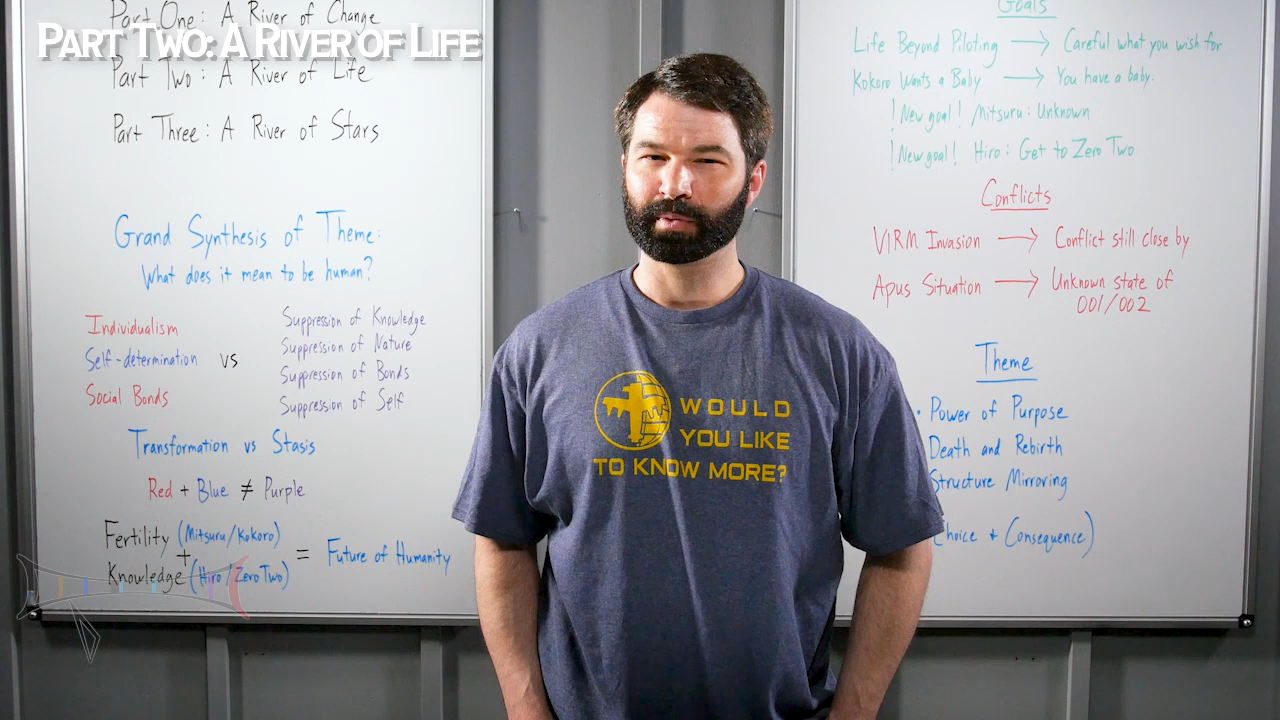 Part One: A River of Change
Part Two: A River of Life
Part Two: A River of Life
Part Three: A River of Stars
Grand Synthesis of Theme:
What does it mean to be human?
Individualism
Self-determination
Social Bonds
vs
Suppression of Knowledge
Suppression of Nature
Suppression of Bonds
Suppression of Self
Transformation vs Stasis
Red + Blue ≠ Purple
Fertility (Mitsuru/Kokoro)
+
Knowledge (Hiro/Zero Two)
= Future of Humanity
WOULD
YOU LIKE
TO KNOW MORE?
Goals
Life Beyond Piloting → Careful what you wish for
Kokoro Wants a Baby → You have a baby.
!New goal! Mitsuru: Unknown
!New goal! Hiro: Get to Zero Two
Conflicts
VIRM Invasion → Conflict still close by
Apus Situation → Unknown state of
001/002
Theme
• Power of Purpose
Death and Rebirth
Structure Mirroring
Choice + Consequence)